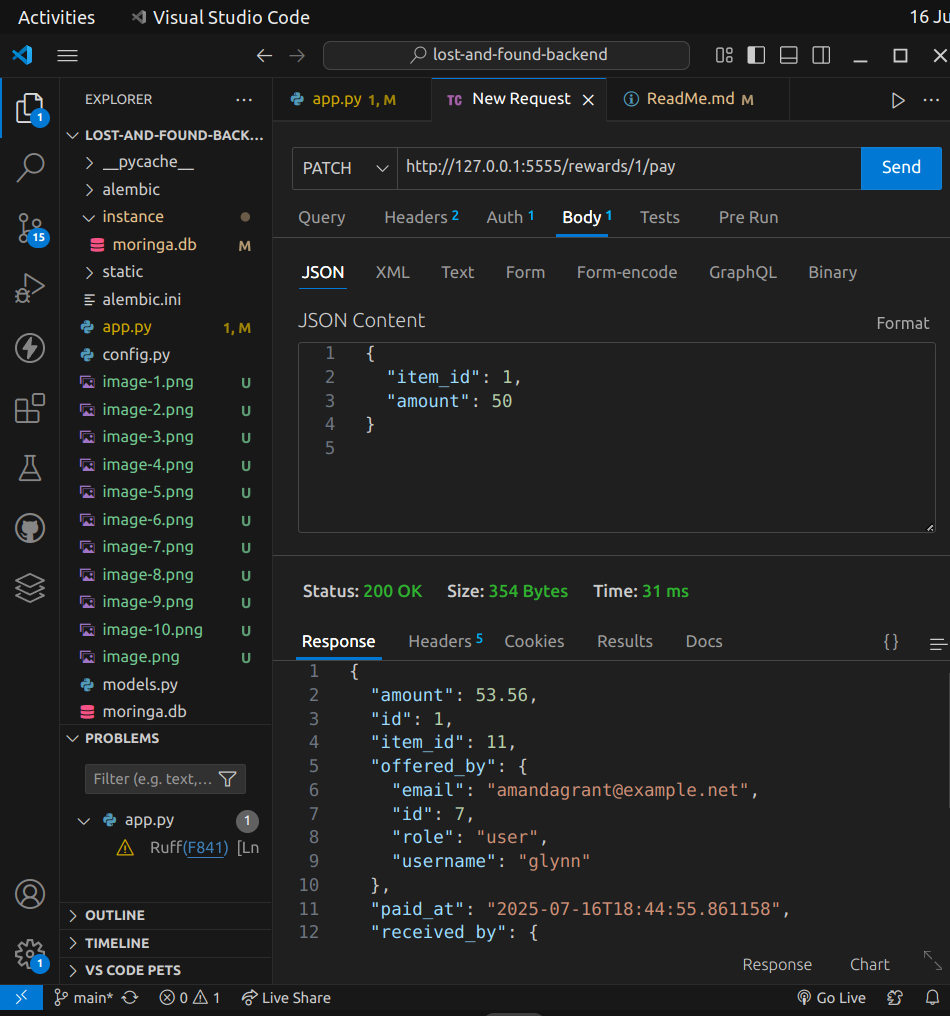 Activities Visual Studio Code 16 Ju
lost-and-found-backend
EXPLORER ···
app.py 1, M
TC New Request
ReadMe.md M
LOST-AND-FOUND-BACK...
__pycache__
alembic
instance
moringa.db M
static
alembic.ini
app.py 1, M
config.py
image-1.png U
image-2.png U
image-3.png U
image-4.png U
image-5.png U
image-6.png U
image-7.png U
image-8.png U
image-9.png U
image-10.png U
image.png U
models.py
moringa.db
PROBLEMS
Filter (e.g. text,...
app.py 1
Ruff(F841) [Ln
OUTLINE
TIMELINE
VS CODE PETS
1
15
1
PATCH http://127.0.0.1:5555/rewards/1/pay Send
Query Headers 2 Auth 1 Body 1 Tests Pre Run
JSON XML Text Form Form-encode GraphQL Binary
JSON Content Format
1 {
2 "item_id": 1,
3 "amount": 50
4 }
5
Status: 200 OK Size: 354 Bytes Time: 31 ms
Response Headers 5 Cookies Results Docs {}
1 {
2 "amount": 53.56,
3 "id": 1,
4 "item_id": 11,
5 "offered_by": {
6 "email": "amandagrant@example.net",
7 "id": 7,
8 "role": "user",
9 "username": "glynn"
10 },
11 "paid_at": "2025-07-16T18:44:55.861158",
12 "received_by": {
Response Chart
main* 0 1 Live Share Go Live